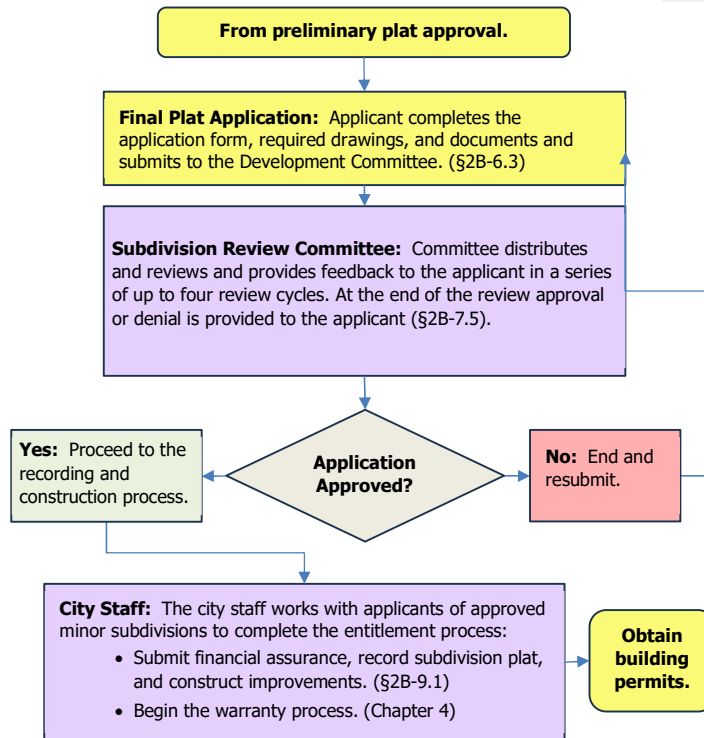 From preliminary plat approval.
Final Plat Application: Applicant completes the
application form, required drawings, and documents and
submits to the Development Committee. (§2B-6.3)
Subdivision Review Committee: Committee distributes
and reviews and provides feedback to the applicant in a series
of up to four review cycles. At the end of the review approval
or denial is provided to the applicant (§2B-7.5).
Application
Approved?
Yes: Proceed to the
recording and
construction process.
No: End and
resubmit.
City Staff: The city staff works with applicants of approved
minor subdivisions to complete the entitlement process:
• Submit financial assurance, record subdivision plat,
and construct improvements. (§2B-9.1)
• Begin the warranty process. (Chapter 4)
Obtain
building
permits.